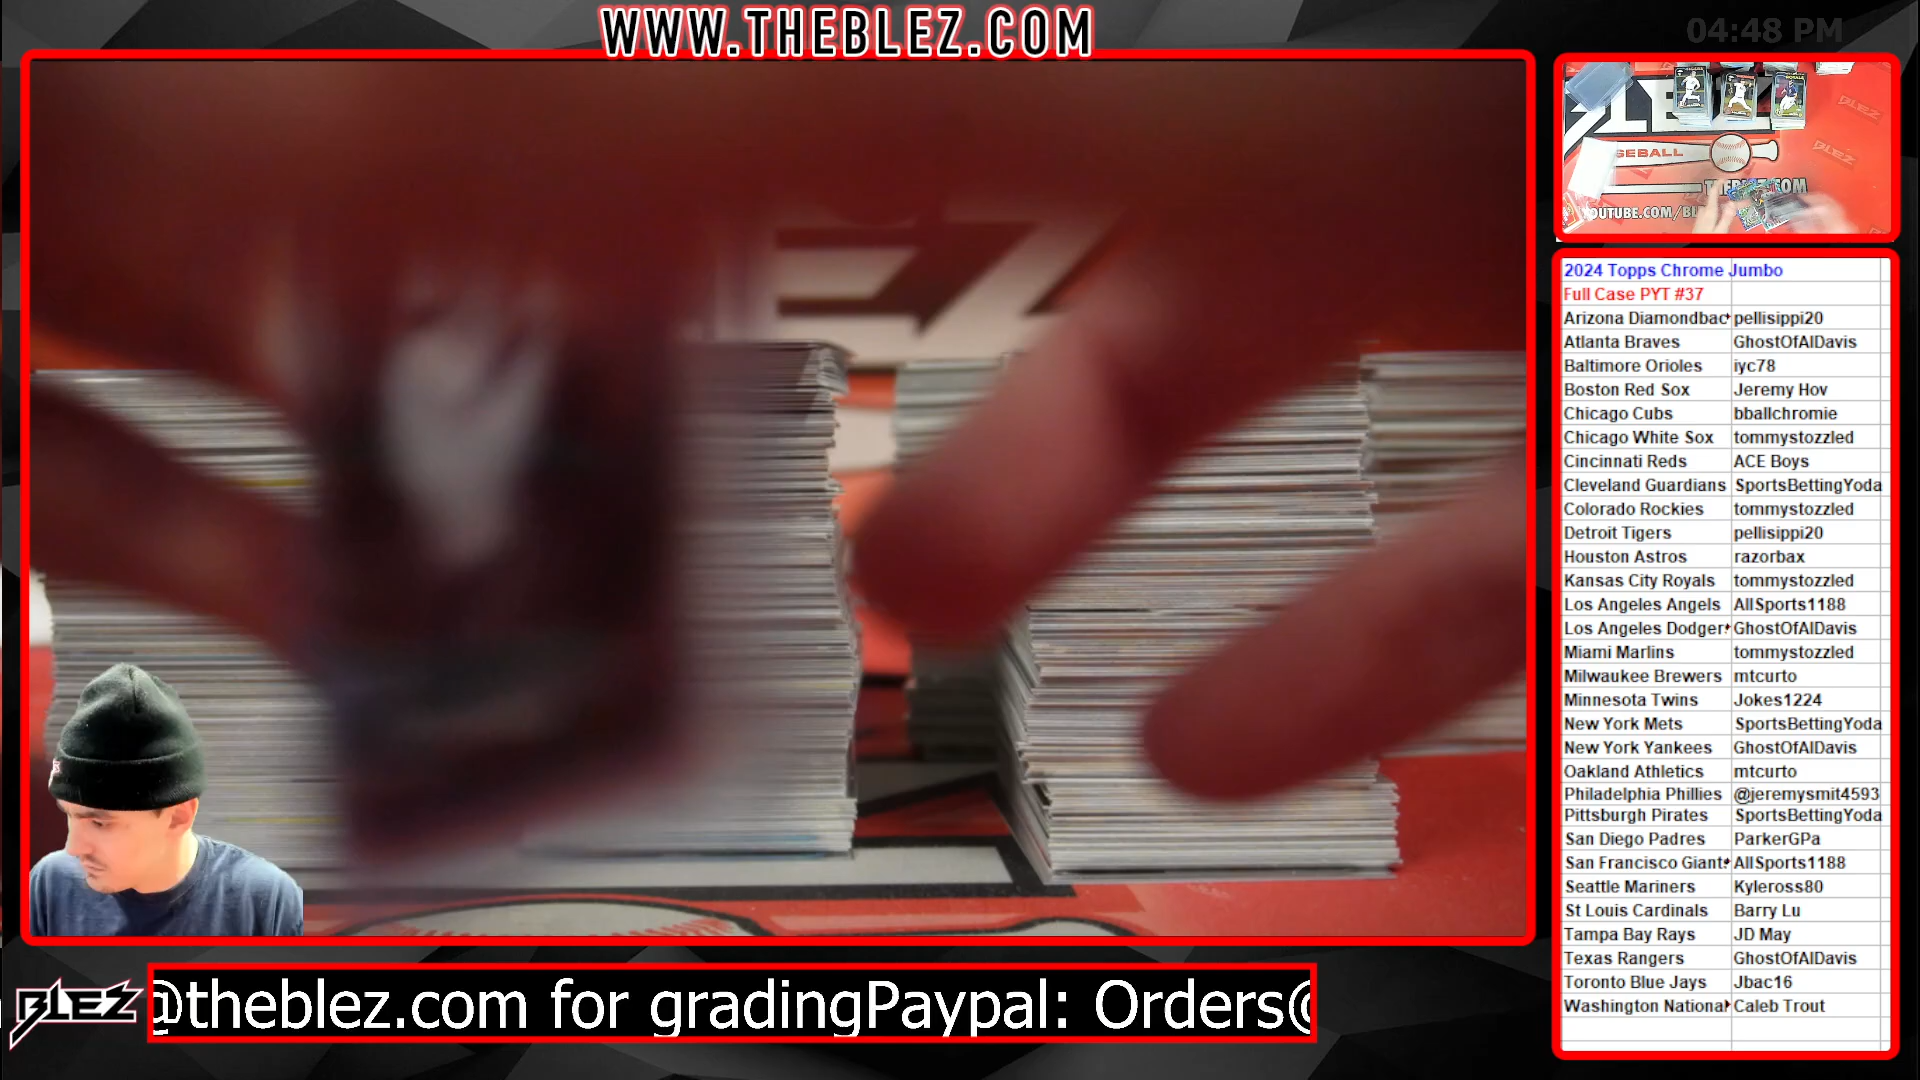 WWW.THEBLEZ.COM
04:48 PM
SEBALL
BLEZ
BLEZ
YOUTUBE.COM/BL
2024 Topps Chrome Jumbo
Full Case PYT #37
Arizona Diamondbac pellisippi20
Atlanta Braves GhostOfAlDavis
Baltimore Orioles iyc78
Boston Red Sox Jeremy Hov
Chicago Cubs bballchromie
Chicago White Sox tommystozzled
Cincinnati Reds ACE Boys
Cleveland Guardians SportsBettingYoda
Colorado Rockies tommystozzled
Detroit Tigers pellisippi20
Houston Astros razorbax
Kansas City Royals tommystozzled
Los Angeles Angels AllSports1188
Los Angeles Dodger GhostOfAlDavis
Miami Marlins tommystozzled
Milwaukee Brewers mtcurto
Minnesota Twins Jokes1224
New York Mets SportsBettingYoda
New York Yankees GhostOfAlDavis
Oakland Athletics mtcurto
Philadelphia Phillies @jeremysmit4593
Pittsburgh Pirates SportsBettingYoda
San Diego Padres ParkerGPa
San Francisco Giant AllSports1188
Seattle Mariners Kyleross80
St Louis Cardinals Barry Lu
Tampa Bay Rays JD May
Texas Rangers GhostOfAlDavis
Toronto Blue Jays Jbac16
Washington National Caleb Trout
BLEZ
@theblez.com for gradingPaypal: Orders@